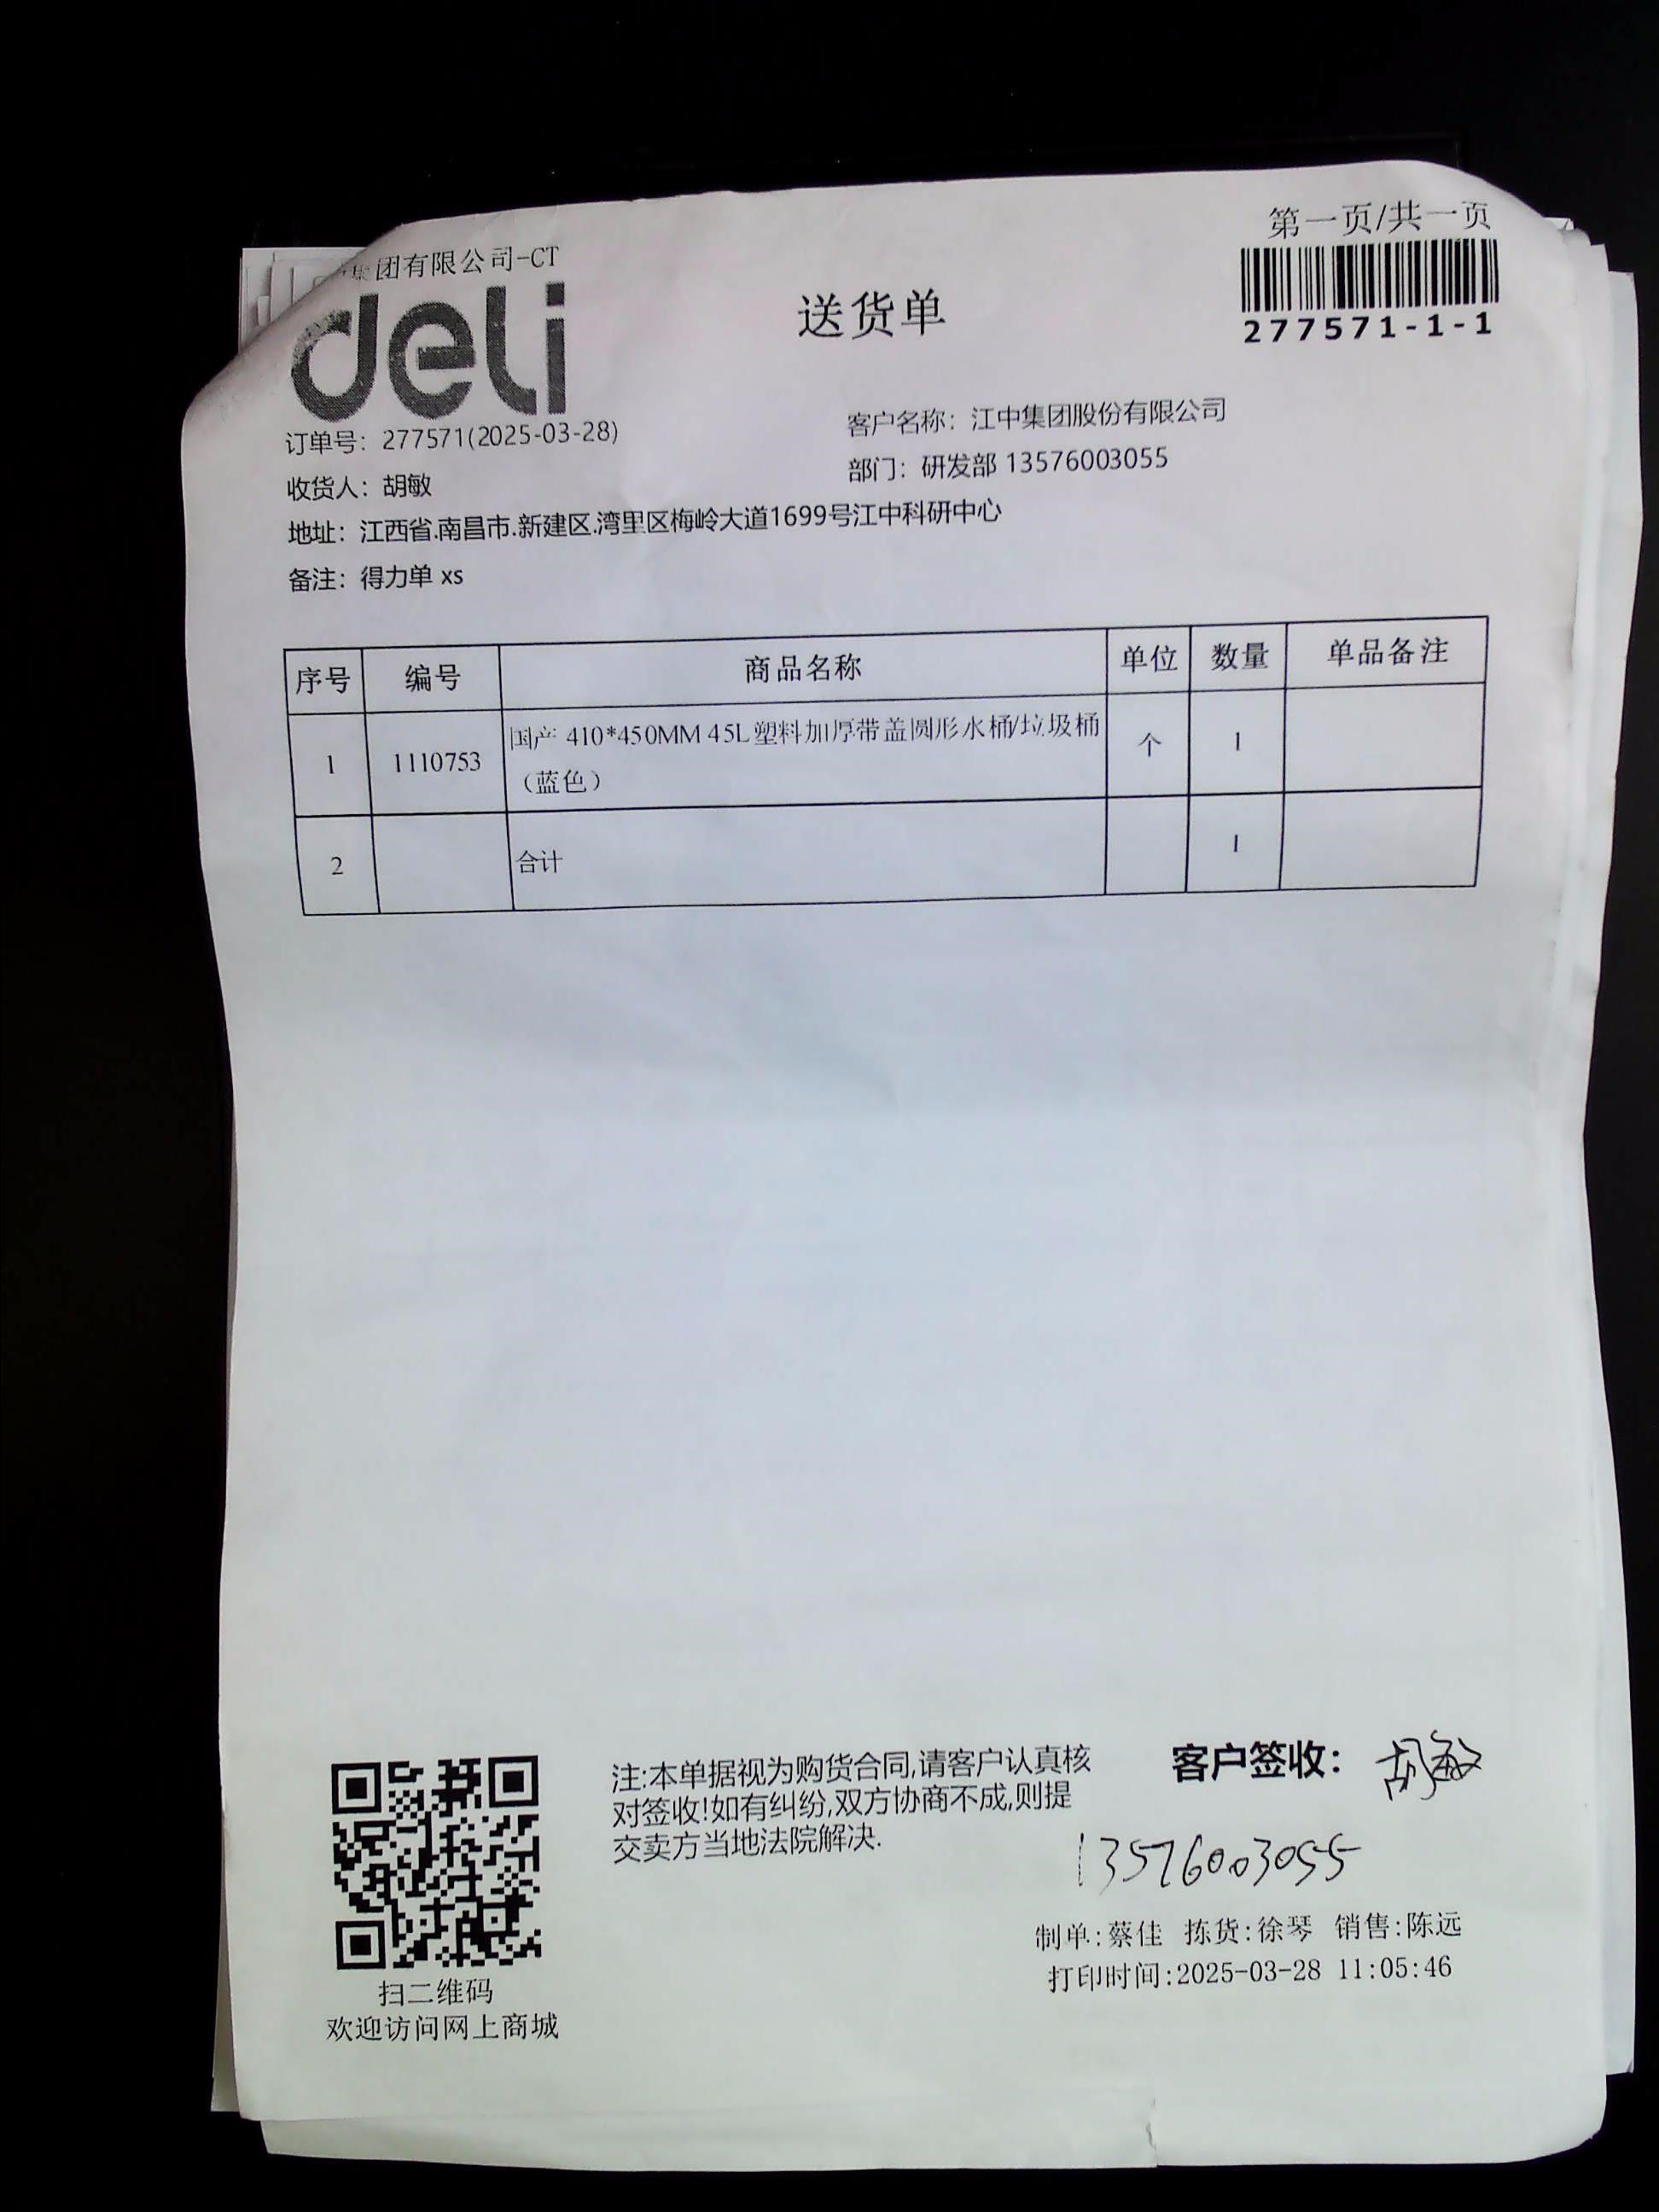 集团有限公司-CT
第一页/共一页
deli
送货单
277571-1-1
订单号：277571(2025-03-28)
客户名称：江中集团股份有限公司
收货人：胡敏
部门：研发部 13576003055
地址：江西省.南昌市.新建区.湾里区梅岭大道1699号江中科研中心
备注：得力单 xs
序号 编号 商品名称 单位 数量 单品备注
1 1110753 国产 410*450MM 45L塑料加厚带盖圆形水桶/垃圾桶（蓝色） 个 1
2 合计 1
注:本单据视为购货合同,请客户认真核
对签收!如有纠纷,双方协商不成,则提
交卖方当地法院解决.
客户签收：胡敏
13576003055
制单:蔡佳 拣货:徐琴 销售:陈远
打印时间:2025-03-28 11:05:46
扫二维码
欢迎访问网上商城